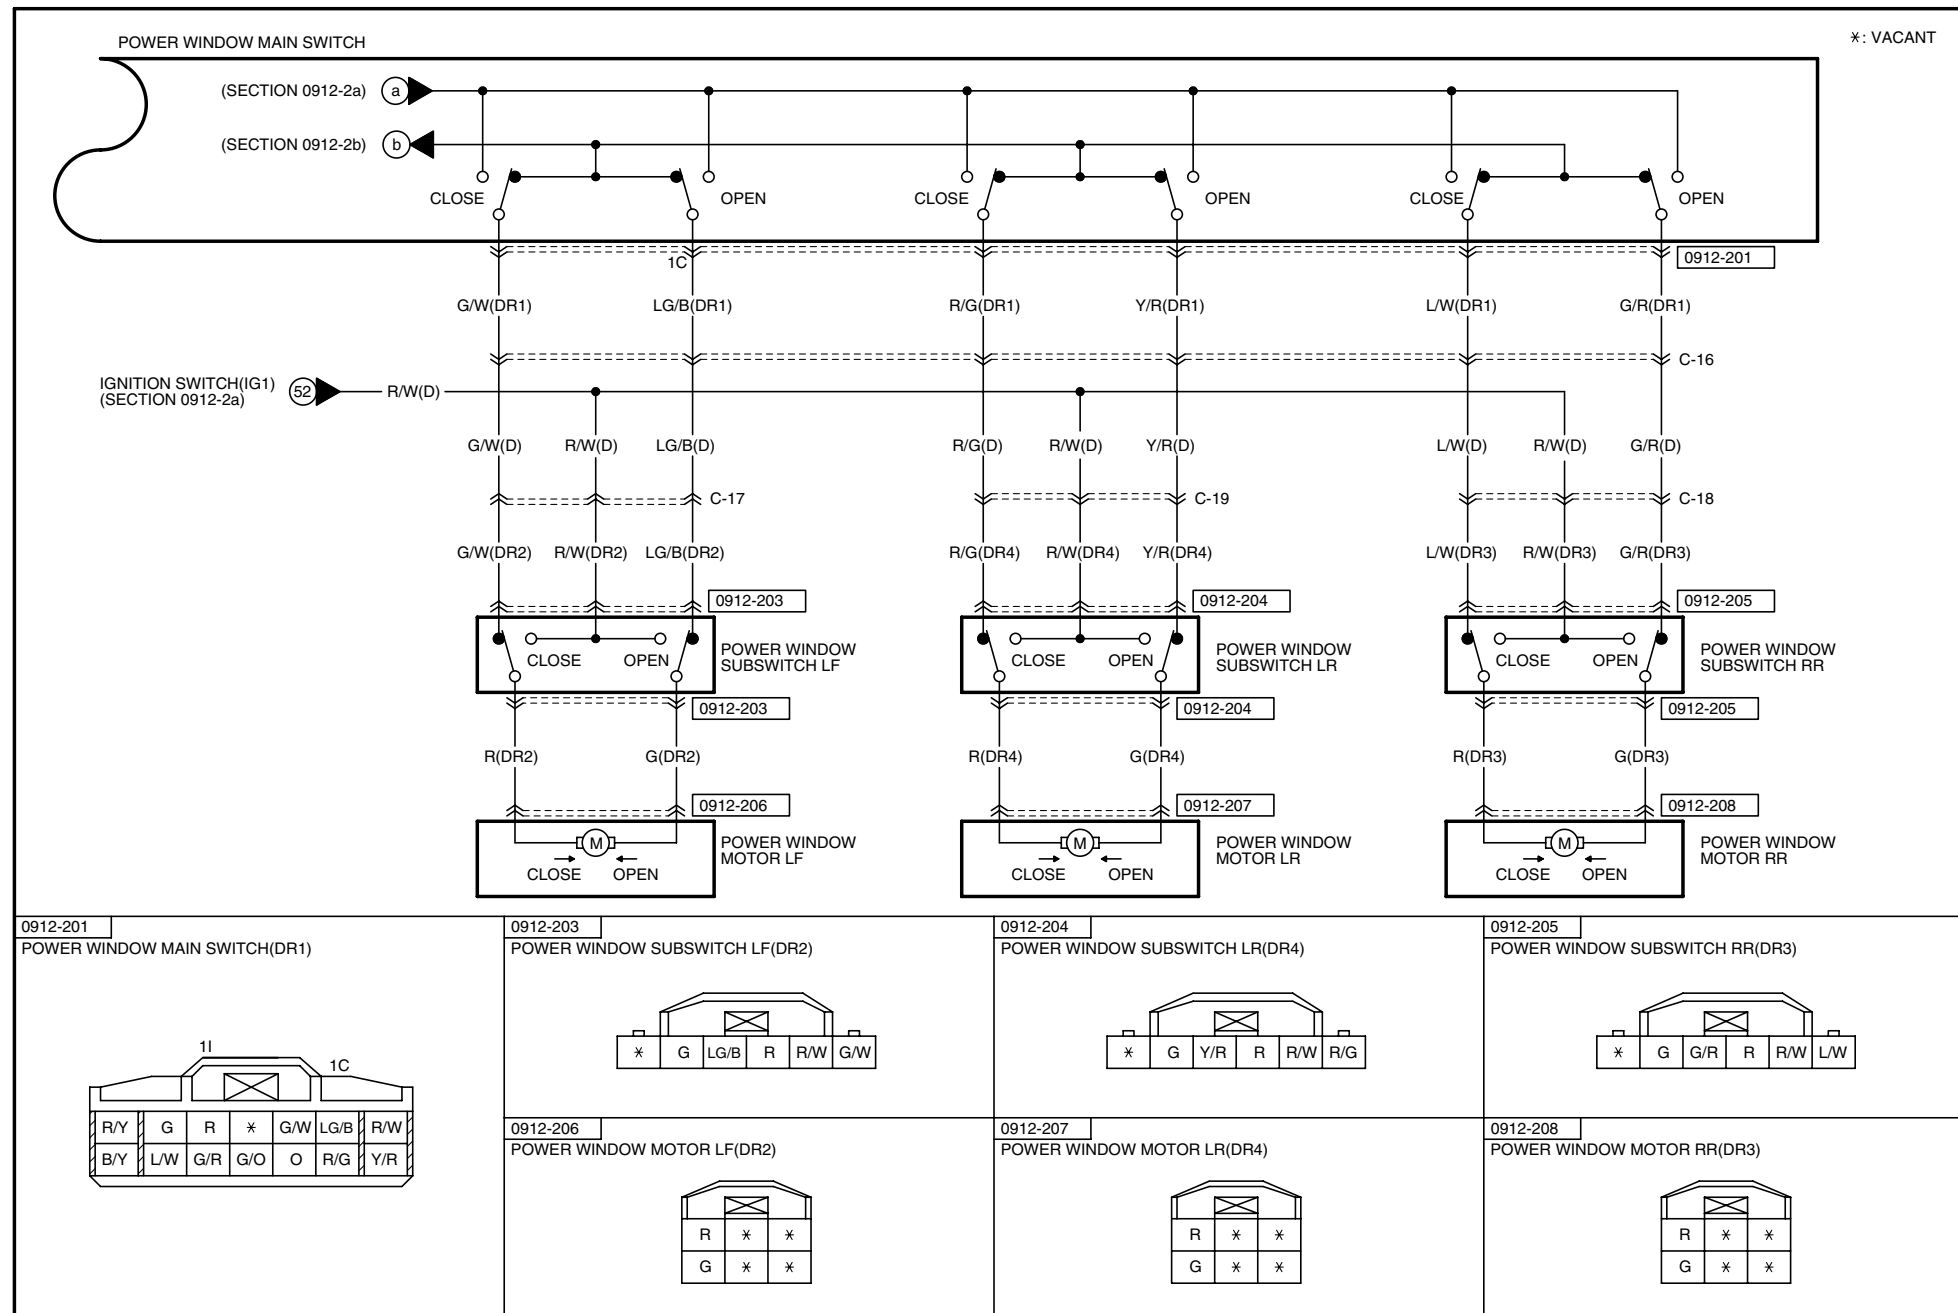 POWER WINDOW MAIN SWITCH
*: VACANT
(SECTION 0912-2a) a
(SECTION 0912-2b) b
CLOSE OPEN CLOSE OPEN CLOSE OPEN
1C 0912-201
G/W(DR1) LG/B(DR1) R/G(DR1) Y/R(DR1) L/W(DR1) G/R(DR1)
C-16
IGNITION SWITCH(IG1) 52 R/W(D)
(SECTION 0912-2a)
G/W(D) R/W(D) LG/B(D) R/G(D) R/W(D) Y/R(D) L/W(D) R/W(D) G/R(D)
C-17 C-19 C-18
G/W(DR2) R/W(DR2) LG/B(DR2) R/G(DR4) R/W(DR4) Y/R(DR4) L/W(DR3) R/W(DR3) G/R(DR3)
0912-203 0912-204 0912-205
CLOSE OPEN
POWER WINDOW
SUBSWITCH LF
CLOSE OPEN
POWER WINDOW
SUBSWITCH LR
CLOSE OPEN
POWER WINDOW
SUBSWITCH RR
0912-203 0912-204 0912-205
R(DR2) G(DR2) R(DR4) G(DR4) R(DR3) G(DR3)
0912-206 0912-207 0912-208
M
CLOSE OPEN
POWER WINDOW
MOTOR LF
M
CLOSE OPEN
POWER WINDOW
MOTOR LR
M
CLOSE OPEN
POWER WINDOW
MOTOR RR
0912-201
POWER WINDOW MAIN SWITCH(DR1)
1I
1C
R/Y G R * G/W LG/B R/W
B/Y L/W G/R G/O O R/G Y/R
0912-203
POWER WINDOW SUBSWITCH LF(DR2)
* G LG/B R R/W G/W
0912-204
POWER WINDOW SUBSWITCH LR(DR4)
* G Y/R R R/W R/G
0912-205
POWER WINDOW SUBSWITCH RR(DR3)
* G G/R R R/W L/W
0912-206
POWER WINDOW MOTOR LF(DR2)
R * *
G * *
0912-207
POWER WINDOW MOTOR LR(DR4)
R * *
G * *
0912-208
POWER WINDOW MOTOR RR(DR3)
R * *
G * *